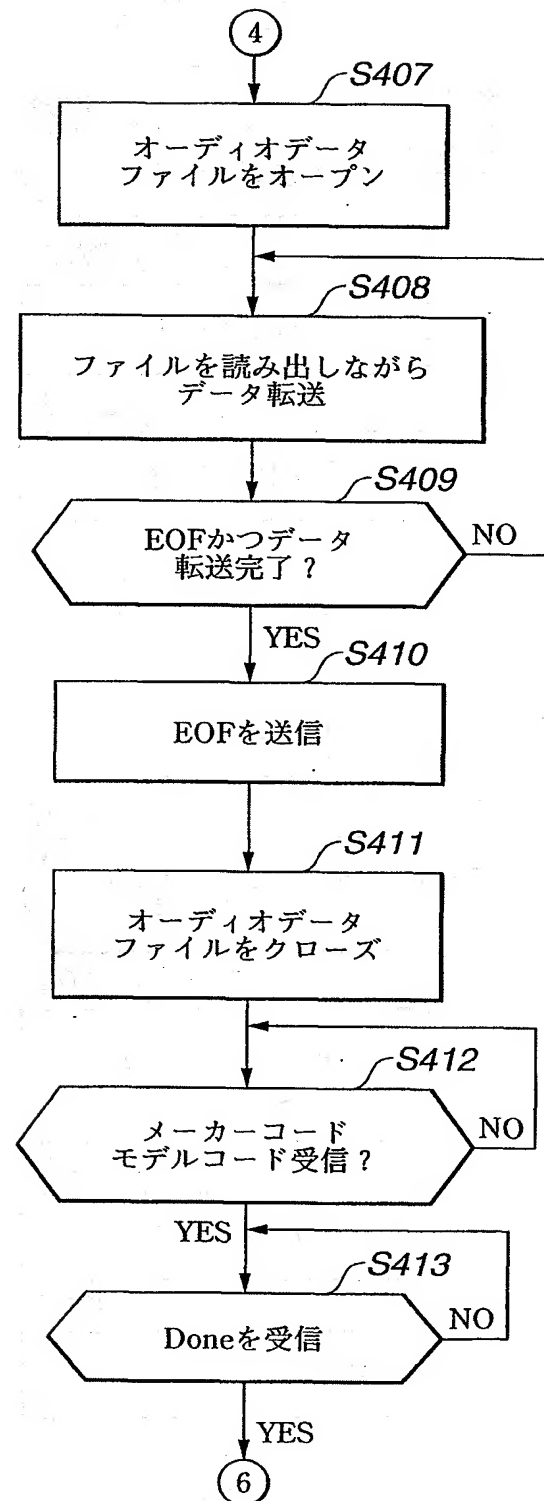 4
S407
オーディオデータ
ファイルをオープン
S408
ファイルを読み出しながら
データ転送
S409
EOFかつデータ
転送完了？
NO
YES
S410
EOFを送信
S411
オーディオデータ
ファイルをクローズ
S412
メーカーコード
モデルコード受信？
NO
YES
S413
Doneを受信
NO
YES
6